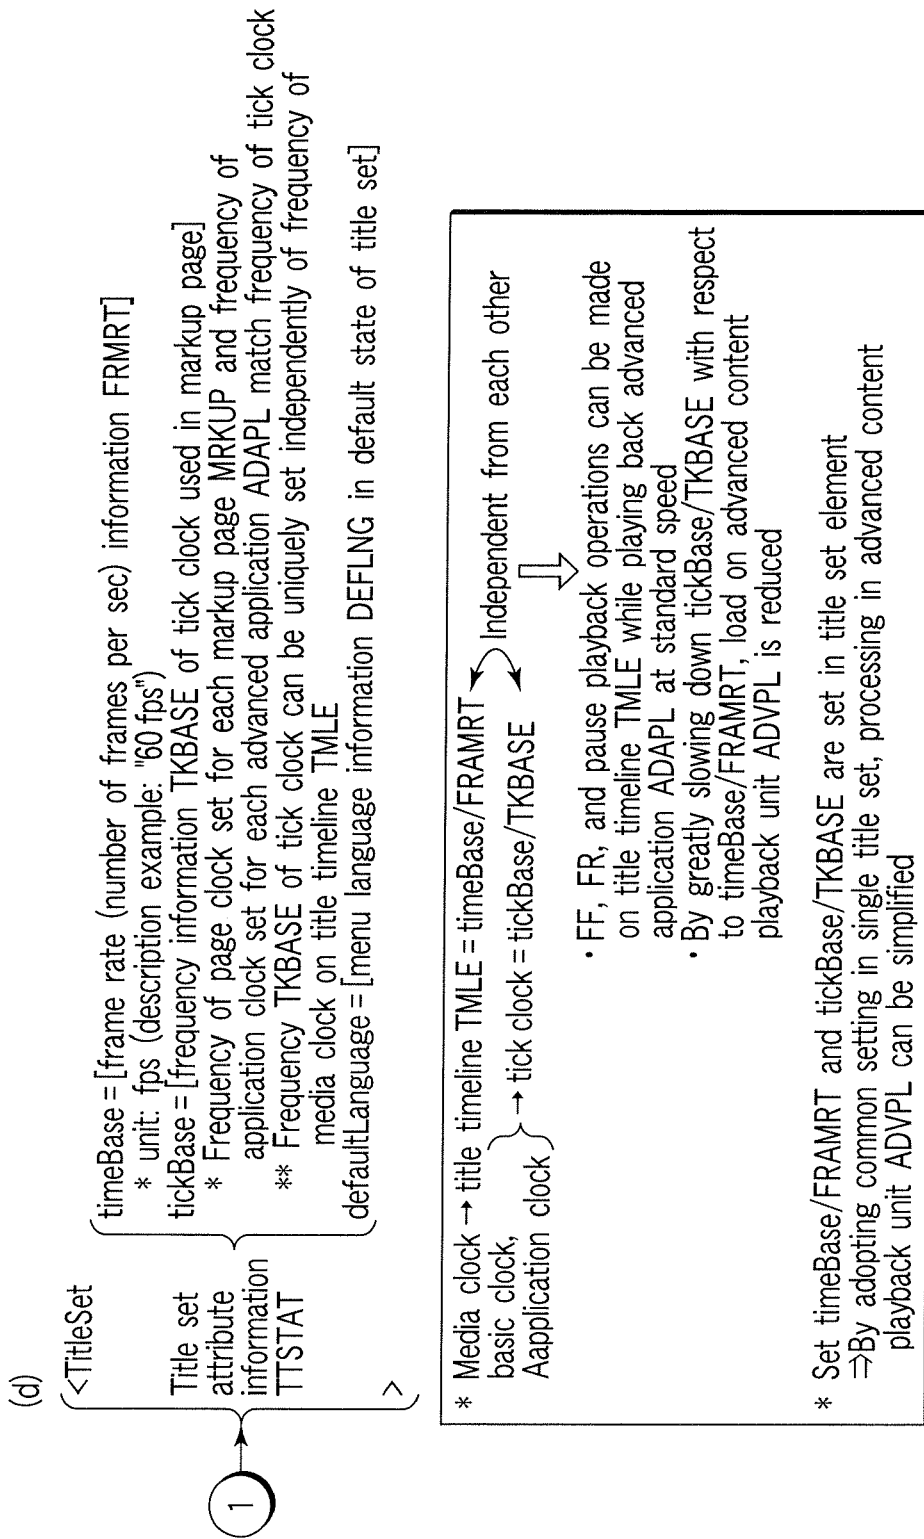 (d)
<TitleSet
1
Title set
attribute
information
TTSTAT
>
timeBase = [frame rate (number of frames per sec) information FRMRT]
* unit: fps (description example: "60 fps")
tickBase = [frequency information TKBASE of tick clock used in markup page]
* Frequency of page clock set for each markup page MRKUP and frequency of
application clock set for each advanced application ADAPL match frequency of tick clock
** Frequency TKBASE of tick clock can be uniquely set independently of frequency of
media clock on title timeline TMLE
defaultLanguage = [menu language information DEFLNG in default state of title set]
* Media clock → title timeline TMLE = timeBase/FRAMRT
basic clock,
Aapplication clock
→ tick clock = tickBase/TKBASE
Independent from each other
• FF, FR, and pause playback operations can be made
on title timeline TMLE while playing back advanced
application ADAPL at standard speed
• By greatly slowing down tickBase/TKBASE with respect
to timeBase/FRAMRT, load on advanced content
playback unit ADVPL is reduced
* Set timeBase/FRAMRT and tickBase/TKBASE are set in title set element
⇒By adopting common setting in single title set, processing in advanced content
playback unit ADVPL can be simplified